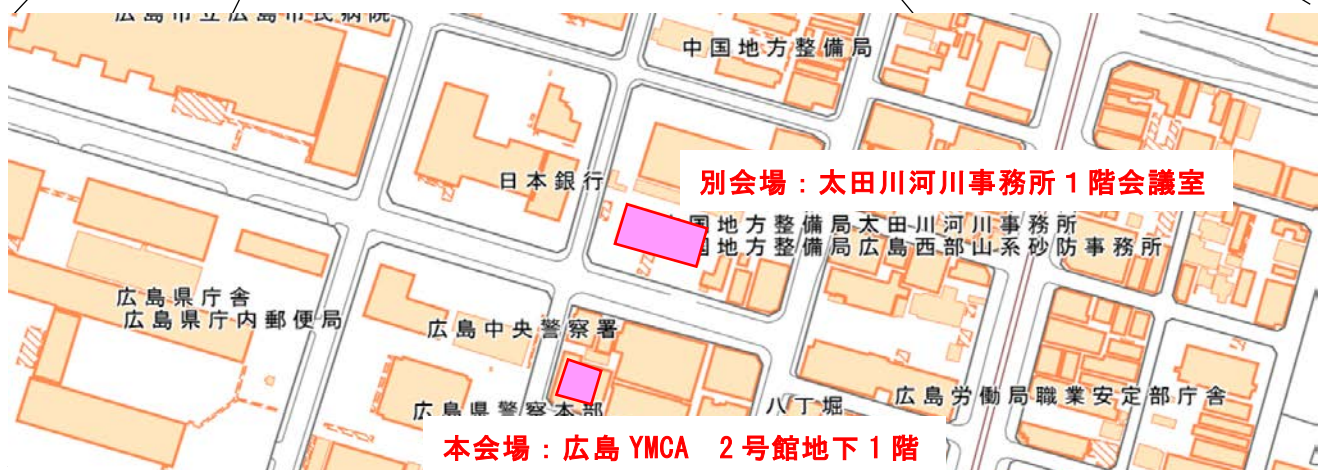 広島市立広島市民病院
中国地方整備局
日本銀行
別会場：太田川河川事務所１階会議室
国地方整備局太田川河川事務所
国地方整備局広島西部山系砂防事務所
広島県庁舎
広島県庁内郵便局
広島中央警察署
広島県警察本部
八丁堀
広島労働局職業安定部庁舎
本会場：広島 YMCA　２号館地下１階